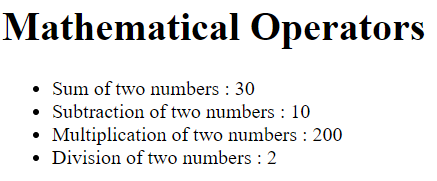 Mathematical Operators
Sum of two numbers : 30
Subtraction of two numbers : 10
Multiplication of two numbers : 200
Division of two numbers : 2